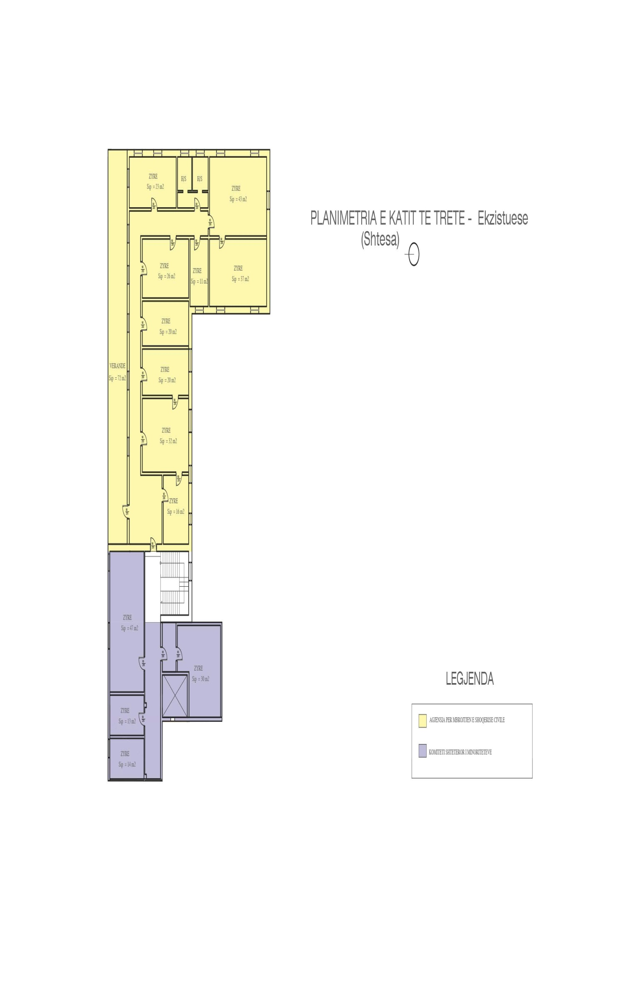 ZYRE
Sip = 23 m2
H/S
H/S
ZYRE
Sip = 43 m2
PLANIMETRIA E KATIT TE TRETE - Ekzistuese
(Shtesa)
ZYRE
Sip = 26 m2
ZYRE
Sip = 11 m2
ZYRE
Sip = 37 m2
ZYRE
Sip = 20 m2
VERANDE
Sip = 72 m2
ZYRE
Sip = 20 m2
ZYRE
Sip = 32 m2
ZYRE
Sip = 16 m2
ZYRE
Sip = 47 m2
ZYRE
Sip = 30 m2
ZYRE
Sip = 13 m2
ZYRE
Sip = 14 m2
LEGJENDA
AGJENSIA PER MBROJTJEN E SHOQERISE CIVILE
KOMITETI SHTETEROR I MINORITETEVE